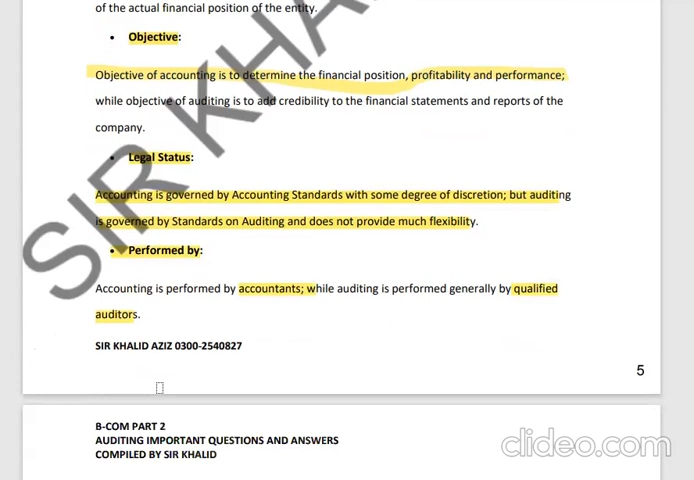 of the actual financial position of the entity.
• Objective:
Objective of accounting is to determine the financial position, profitability and performance;
while objective of auditing is to add credibility to the financial statements and reports of the
company.
• Legal Status:
Accounting is governed by Accounting Standards with some degree of discretion; but auditing
is governed by Standards on Auditing and does not provide much flexibility.
• Performed by:
Accounting is performed by accountants; while auditing is performed generally by qualified
auditors.
SIR KHALID AZIZ 0300-2540827
5
B-COM PART 2
AUDITING IMPORTANT QUESTIONS AND ANSWERS
COMPILED BY SIR KHALID
clideo.com
SIR KHA